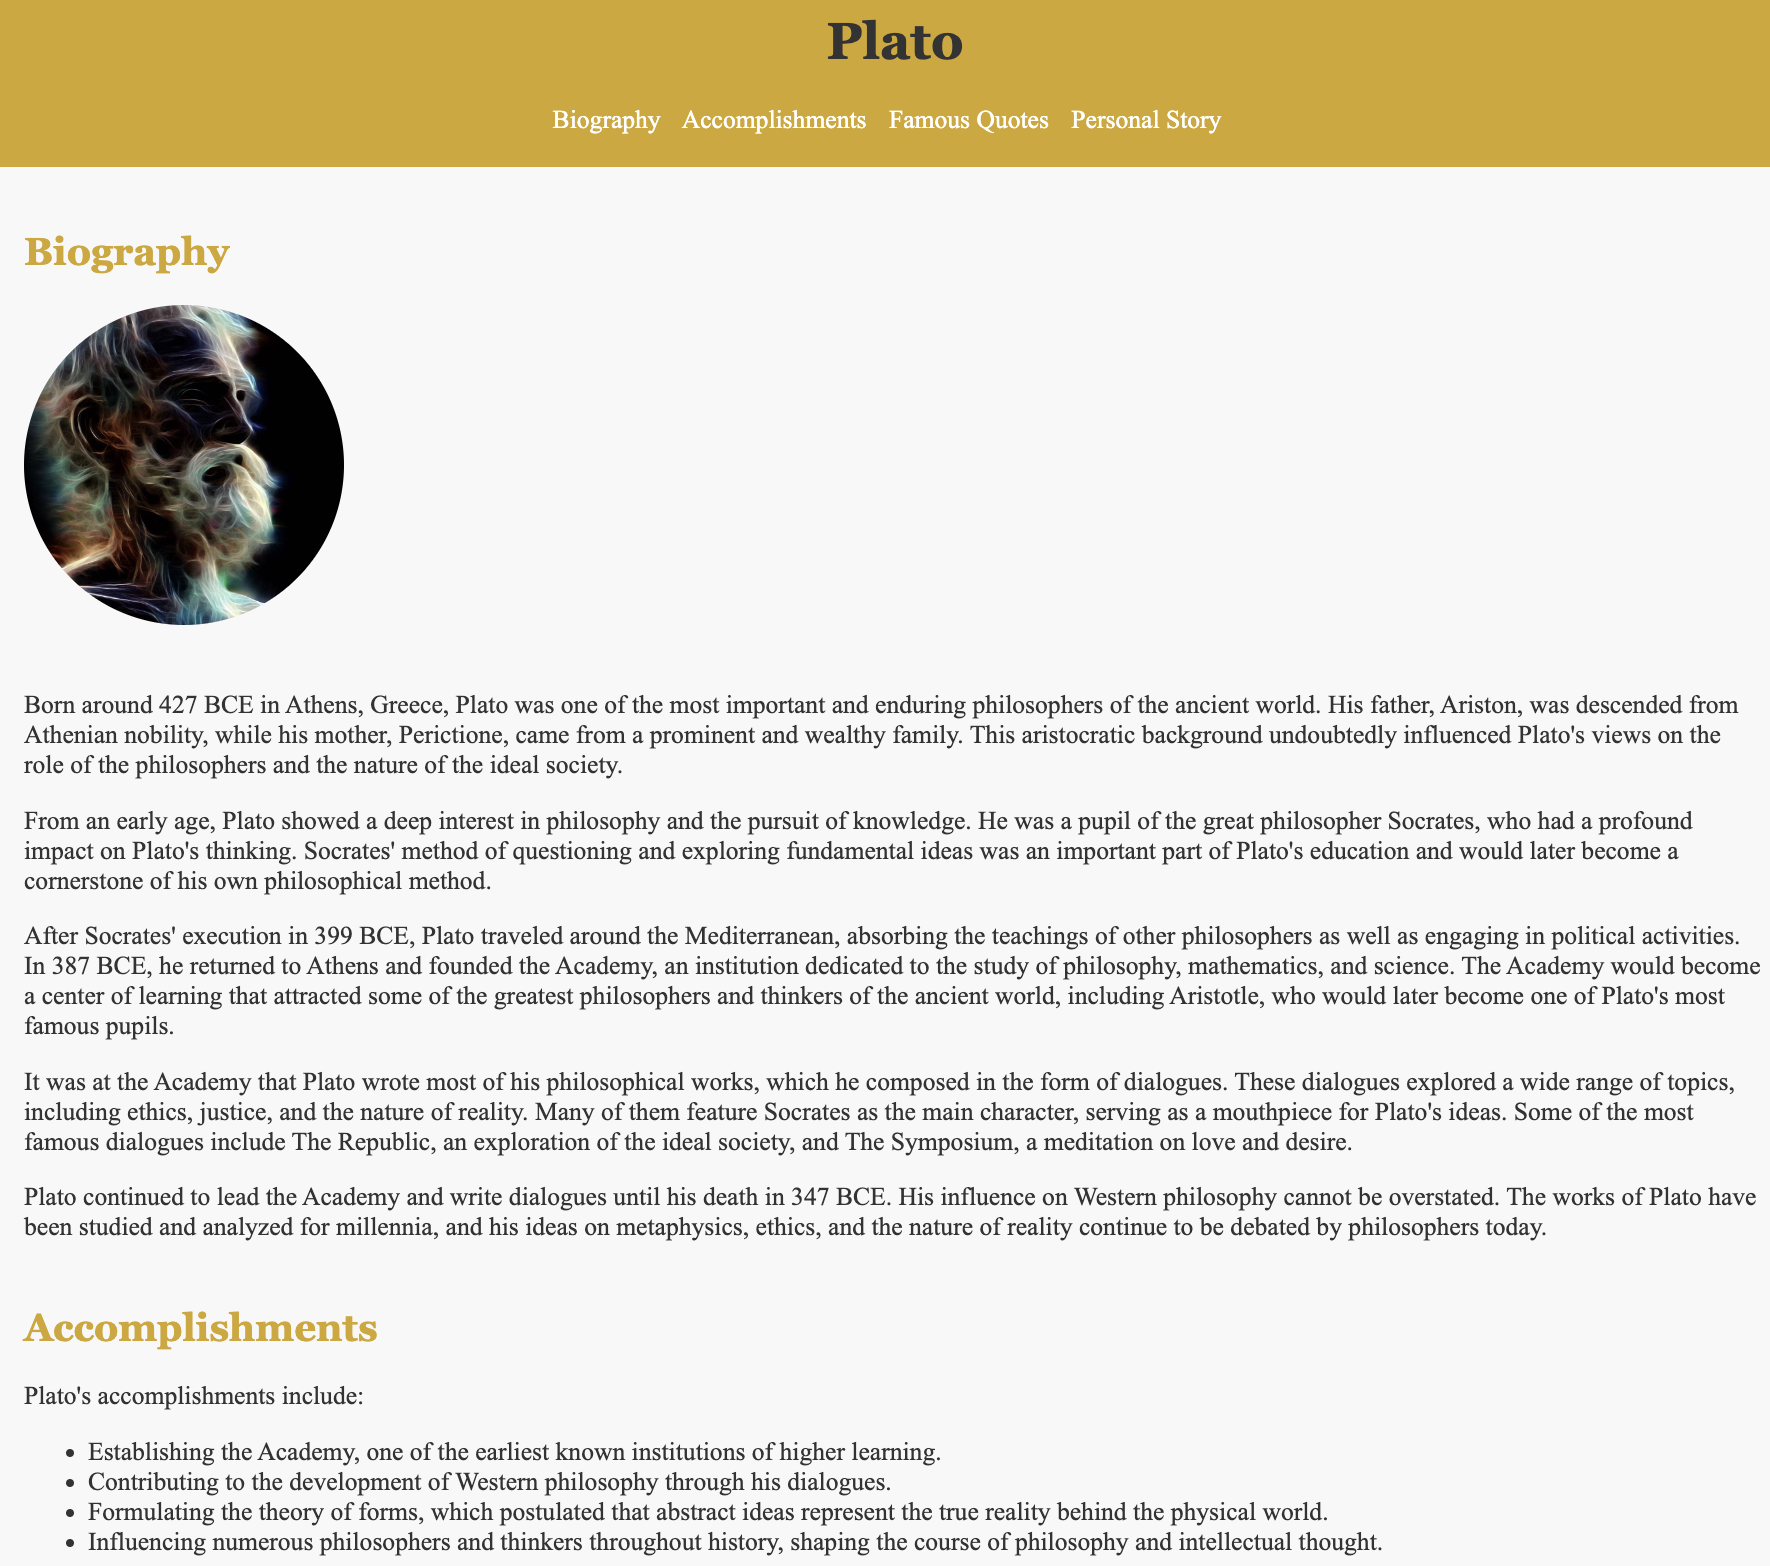 Plato
Biography Accomplishments Famous Quotes Personal Story
Biography
Born around 427 BCE in Athens, Greece, Plato was one of the most important and enduring philosophers of the ancient world. His father, Ariston, was descended from
Athenian nobility, while his mother, Perictione, came from a prominent and wealthy family. This aristocratic background undoubtedly influenced Plato's views on the
role of the philosophers and the nature of the ideal society.
From an early age, Plato showed a deep interest in philosophy and the pursuit of knowledge. He was a pupil of the great philosopher Socrates, who had a profound
impact on Plato's thinking. Socrates' method of questioning and exploring fundamental ideas was an important part of Plato's education and would later become a
cornerstone of his own philosophical method.
After Socrates' execution in 399 BCE, Plato traveled around the Mediterranean, absorbing the teachings of other philosophers as well as engaging in political activities.
In 387 BCE, he returned to Athens and founded the Academy, an institution dedicated to the study of philosophy, mathematics, and science. The Academy would become
a center of learning that attracted some of the greatest philosophers and thinkers of the ancient world, including Aristotle, who would later become one of Plato's most
famous pupils.
It was at the Academy that Plato wrote most of his philosophical works, which he composed in the form of dialogues. These dialogues explored a wide range of topics,
including ethics, justice, and the nature of reality. Many of them feature Socrates as the main character, serving as a mouthpiece for Plato's ideas. Some of the most
famous dialogues include The Republic, an exploration of the ideal society, and The Symposium, a meditation on love and desire.
Plato continued to lead the Academy and write dialogues until his death in 347 BCE. His influence on Western philosophy cannot be overstated. The works of Plato have
been studied and analyzed for millennia, and his ideas on metaphysics, ethics, and the nature of reality continue to be debated by philosophers today.
Accomplishments
Plato's accomplishments include:
• Establishing the Academy, one of the earliest known institutions of higher learning.
• Contributing to the development of Western philosophy through his dialogues.
• Formulating the theory of forms, which postulated that abstract ideas represent the true reality behind the physical world.
• Influencing numerous philosophers and thinkers throughout history, shaping the course of philosophy and intellectual thought.